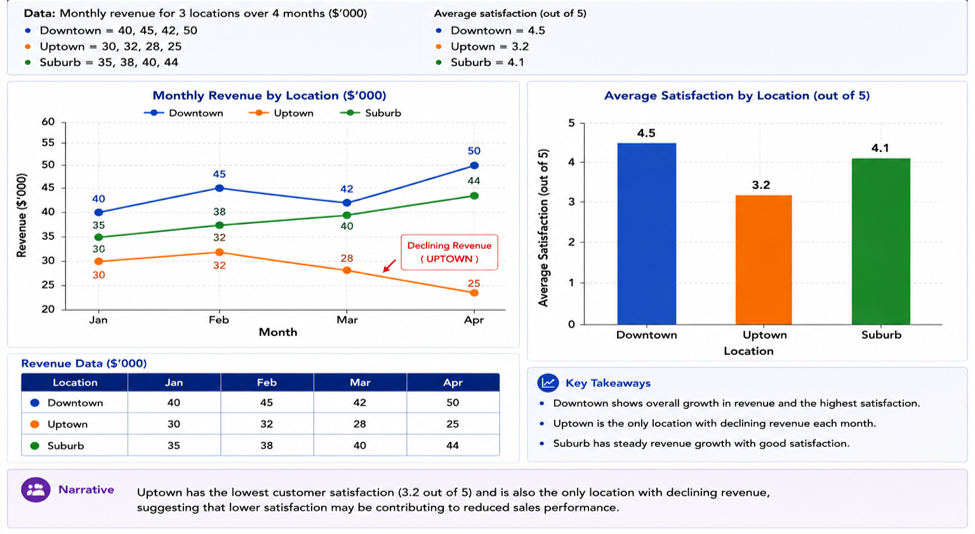 Data: Monthly revenue for 3 locations over 4 months ($'000)
• Downtown = 40, 45, 42, 50
• Uptown = 30, 32, 28, 25
• Suburb = 35, 38, 40, 44
Average satisfaction (out of 5)
• Downtown = 4.5
• Uptown = 3.2
• Suburb = 4.1
Monthly Revenue by Location ($'000)
Downtown Uptown Suburb
Revenue ($'000)
60
55
50
45
40
35
30
25
20
40
45
42
50
35
38
40
44
30
32
30
32
28
25
Declining Revenue
( UPTOWN )
Jan Feb Mar Apr
Month
Average Satisfaction by Location (out of 5)
Average Satisfaction (out of 5)
5
4
3
2
1
0
4.5
3.2
4.1
Downtown Uptown Suburb
Location
Revenue Data ($'000)
Location Jan Feb Mar Apr
Downtown 40 45 42 50
Uptown 30 32 28 25
Suburb 35 38 40 44
Key Takeaways
• Downtown shows overall growth in revenue and the highest satisfaction.
• Uptown is the only location with declining revenue each month.
• Suburb has steady revenue growth with good satisfaction.
Narrative
Uptown has the lowest customer satisfaction (3.2 out of 5) and is also the only location with declining revenue,
suggesting that lower satisfaction may be contributing to reduced sales performance.